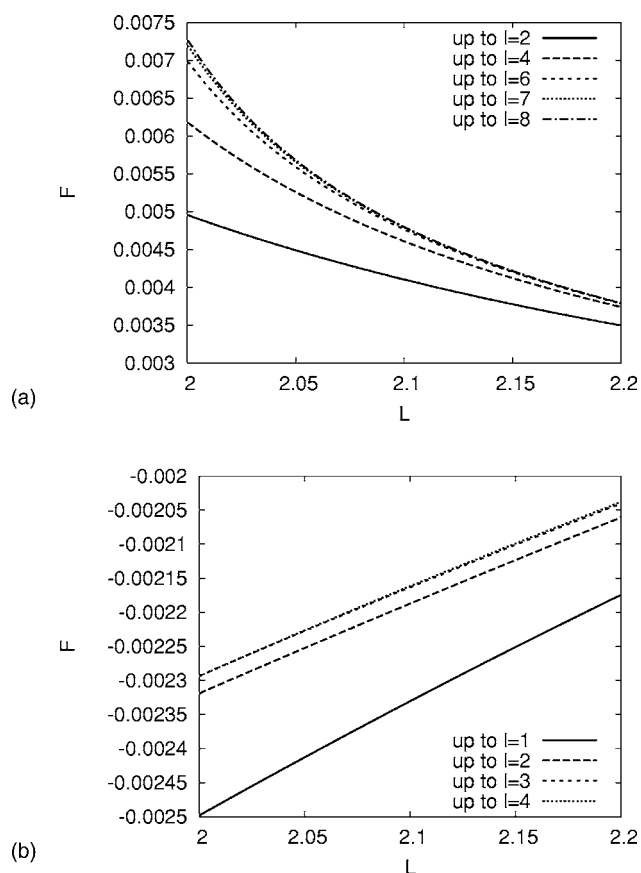 0.0075
0.007
0.0065
0.006
0.0055
0.005
0.0045
0.004
0.0035
0.003
F
up to l=2
up to l=4
up to l=6
up to l=7
up to l=8
2 2.05 2.1 2.15 2.2
L
(a)
-0.002
-0.00205
-0.0021
-0.00215
-0.0022
-0.00225
-0.0023
-0.00235
-0.0024
-0.00245
-0.0025
F
up to l=1
up to l=2
up to l=3
up to l=4
2 2.05 2.1 2.15 2.2
L
(b)